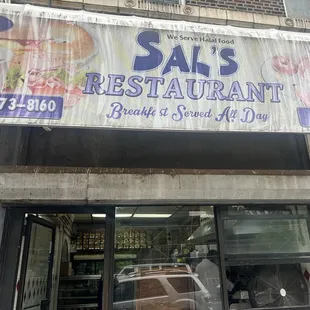 We Serve Halal Food
Sal's
RESTAURANT
Breakfast Served All Day
73-8160